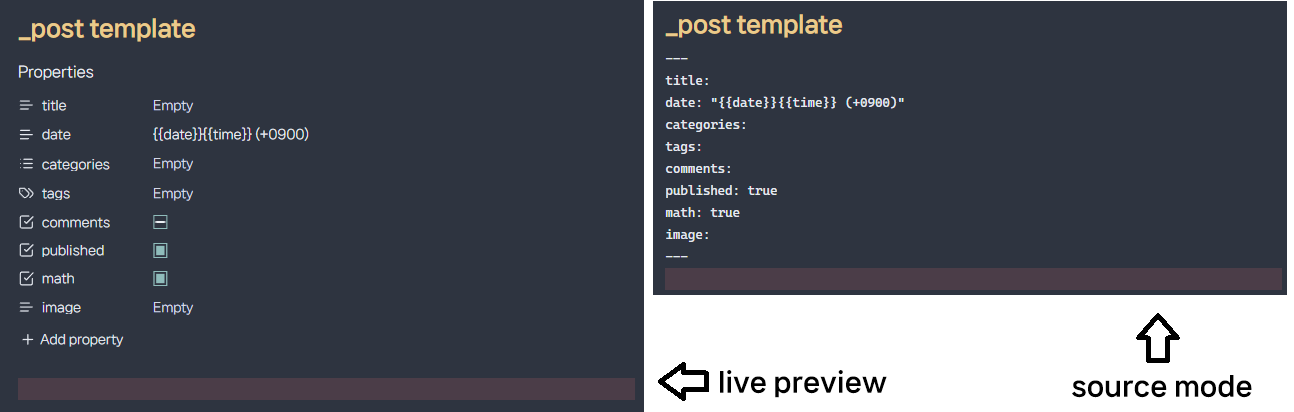 _post template
Properties
title Empty
date {{date}}{{time}} (+0900)
categories Empty
tags Empty
comments
published
math
image Empty
+ Add property
live preview
_post template
---
title:
date: "{{date}}{{time}} (+0900)"
categories:
tags:
comments:
published: true
math: true
image:
---
source mode